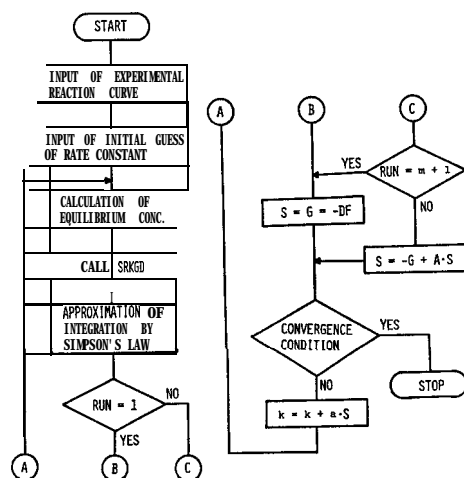 START
INPUT OF EXPERIMENTAL
REACTION CURVE
INPUT OF INITIAL GUESS
OF RATE CONSTANT
CALCULATION OF
EQUILIBRIUM CONC.
CALL SRKGD
APPROXIMATION OF
INTEGRATION BY
SIMPSON'S LAW
RUN = 1
NO
YES
A
B
C
A
B
C
YES
RUN = m + 1
NO
S = G = -DF
S = -G + A·S
CONVERGENCE
CONDITION
YES
NO
STOP
k = k + a·S